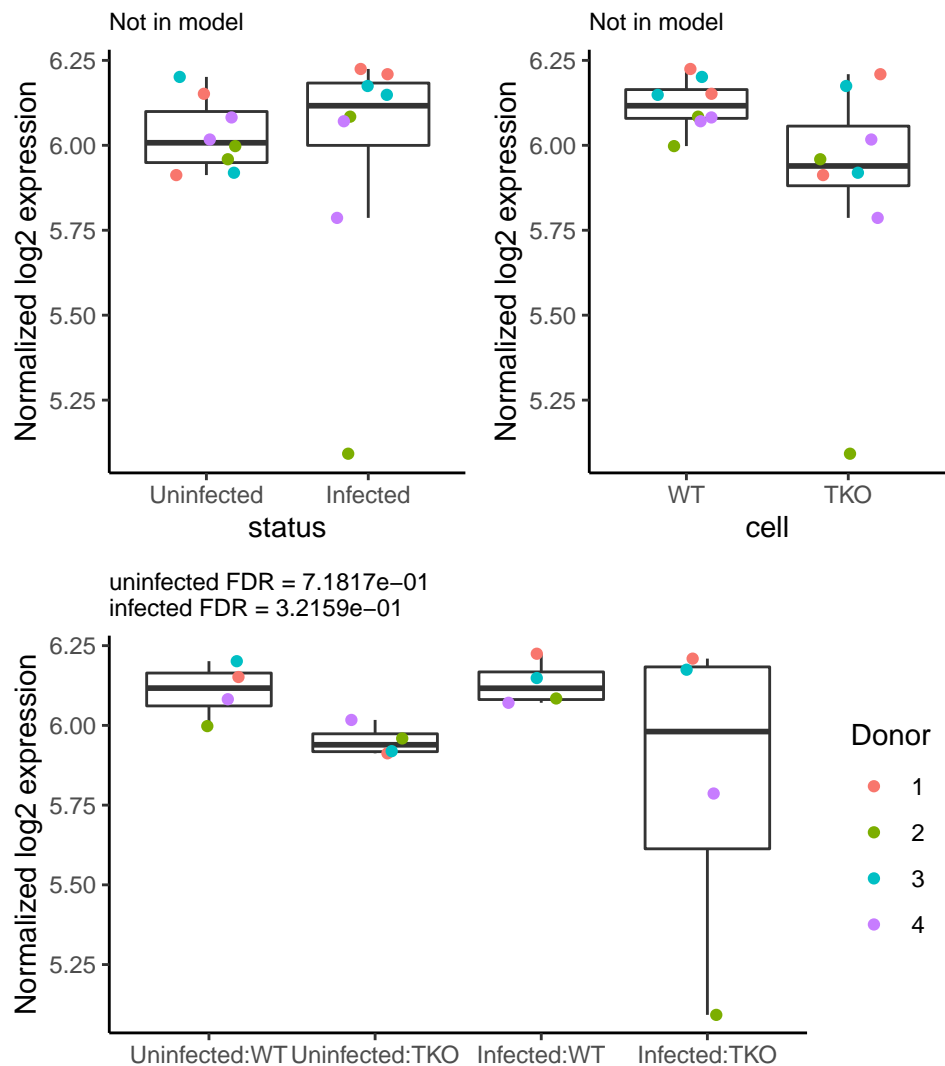 Not in model
Normalized log2 expression
6.25
6.00
5.75
5.50
5.25
Uninfected
Infected
status
Not in model
Normalized log2 expression
6.25
6.00
5.75
5.50
5.25
WT
TKO
cell
uninfected FDR = 7.1817e−01
infected FDR = 3.2159e−01
Normalized log2 expression
6.25
6.00
5.75
5.50
5.25
Uninfected:WT
Uninfected:TKO
Infected:WT
Infected:TKO
Donor
1
2
3
4